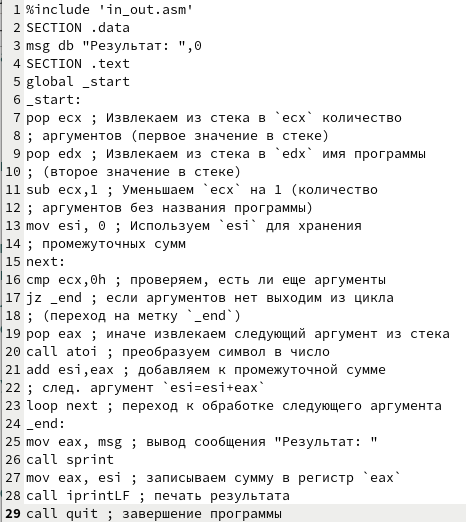 1 %include 'in_out.asm'
2 SECTION .data
3 msg db "Результат: ",0
4 SECTION .text
5 global _start
6 _start:
7 pop ecx ; Извлекаем из стека в `ecx` количество
8 ; аргументов (первое значение в стеке)
9 pop edx ; Извлекаем из стека в `edx` имя программы
10 ; (второе значение в стеке)
11 sub ecx,1 ; Уменьшаем `ecx` на 1 (количество
12 ; аргументов без названия программы)
13 mov esi, 0 ; Используем `esi` для хранения
14 ; промежуточных сумм
15 next:
16 cmp ecx,0h ; проверяем, есть ли еще аргументы
17 jz _end ; если аргументов нет выходим из цикла
18 ; (переход на метку `_end`)
19 pop eax ; иначе извлекаем следующий аргумент из стека
20 call atoi ; преобразуем символ в число
21 add esi,eax ; добавляем к промежуточной сумме
22 ; след. аргумент `esi=esi+eax`
23 loop next ; переход к обработке следующего аргумента
24 _end:
25 mov eax, msg ; вывод сообщения "Результат: "
26 call sprint
27 mov eax, esi ; записываем сумму в регистр `eax`
28 call iprintLF ; печать результата
29 call quit ; завершение программы